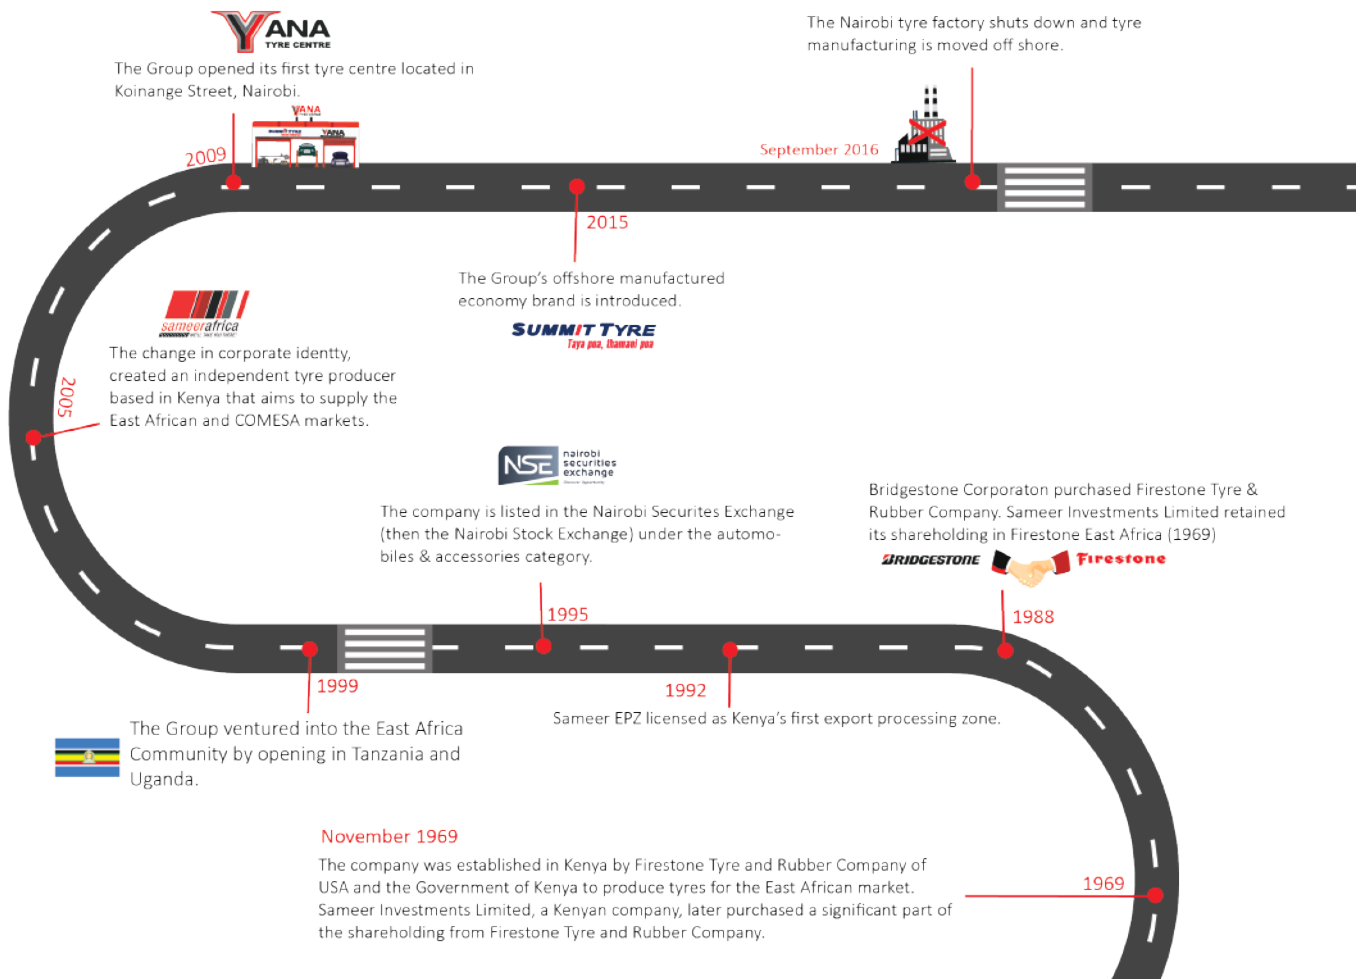 YANA
TYRE CENTRE
The Group opened its first tyre centre located in
Koinange Street, Nairobi.
YANA
SUMMIT TYRE
YANA
2009
The Nairobi tyre factory shuts down and tyre
manufacturing is moved off shore.
September 2016
2015
The Group's offshore manufactured
economy brand is introduced.
SUMMIT TYRE
Taya poa, thamani poa
sameerafrica
WE'LL TAKE YOU THERE
The change in corporate identty,
created an independent tyre producer
based in Kenya that aims to supply the
East African and COMESA markets.
2005
NSE
nairobi
securities
exchange
The company is listed in the Nairobi Securites Exchange
(then the Nairobi Stock Exchange) under the automo-
biles & accessories category.
1995
Bridgestone Corporaton purchased Firestone Tyre &
Rubber Company. Sameer Investments Limited retained
its shareholding in Firestone East Africa (1969)
BRIDGESTONE
Firestone
1988
1999
The Group ventured into the East Africa
Community by opening in Tanzania and
Uganda.
1992
Sameer EPZ licensed as Kenya's first export processing zone.
November 1969
The company was established in Kenya by Firestone Tyre and Rubber Company of
USA and the Government of Kenya to produce tyres for the East African market.
Sameer Investments Limited, a Kenyan company, later purchased a significant part of
the shareholding from Firestone Tyre and Rubber Company.
1969